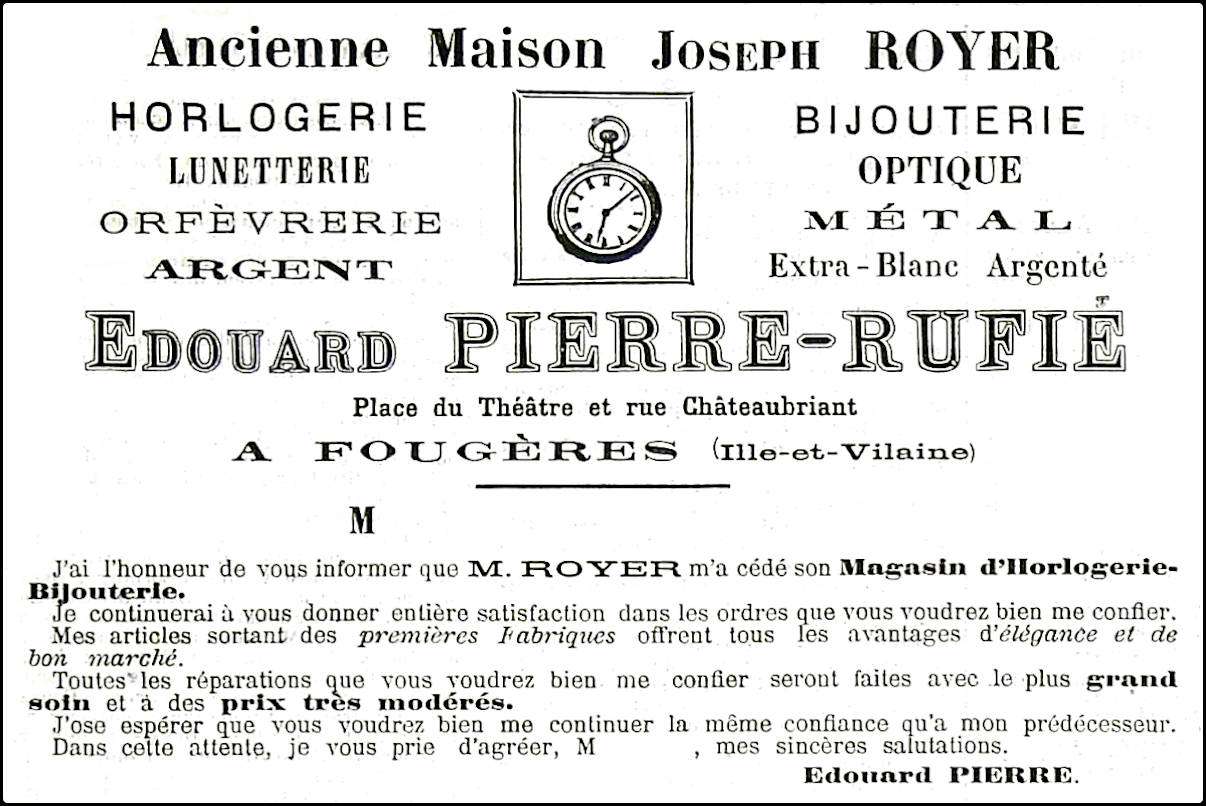 Ancienne Maison JOSEPH ROYER
HORLOGERIE
LUNETTERIE
ORFÈVRERIE
ARGENT
BIJOUTERIE
OPTIQUE
MÉTAL
Extra-Blanc Argenté
EDOUARD PIERRE-RUFIÉ
Place du Théâtre et rue Châteaubriant
A FOUGÈRES (Ille-et-Vilaine)
M
J'ai l'honneur de vous informer que M. ROYER m'a cédé son Magasin d'Horlogerie-
Bijouterie.
Je continuerai à vous donner entière satisfaction dans les ordres que vous voudrez bien me confier.
Mes articles sortant des premières Fabriques offrent tous les avantages d'élégance et de
bon marché.
Toutes les réparations que vous voudrez bien me confier seront faites avec le plus grand
soin et à des prix très modérés.
J'ose espérer que vous voudrez bien me continuer la même confiance qu'a mon prédécesseur.
Dans cette attente, je vous prie d'agréer, M , mes sincères salutations.
Edouard PIERRE.